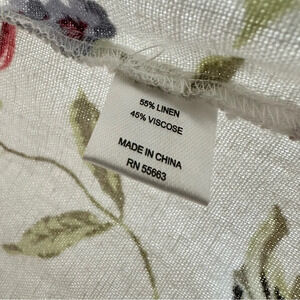 55% LINEN
45% VISCOSE
MADE IN CHINA
RN 55663